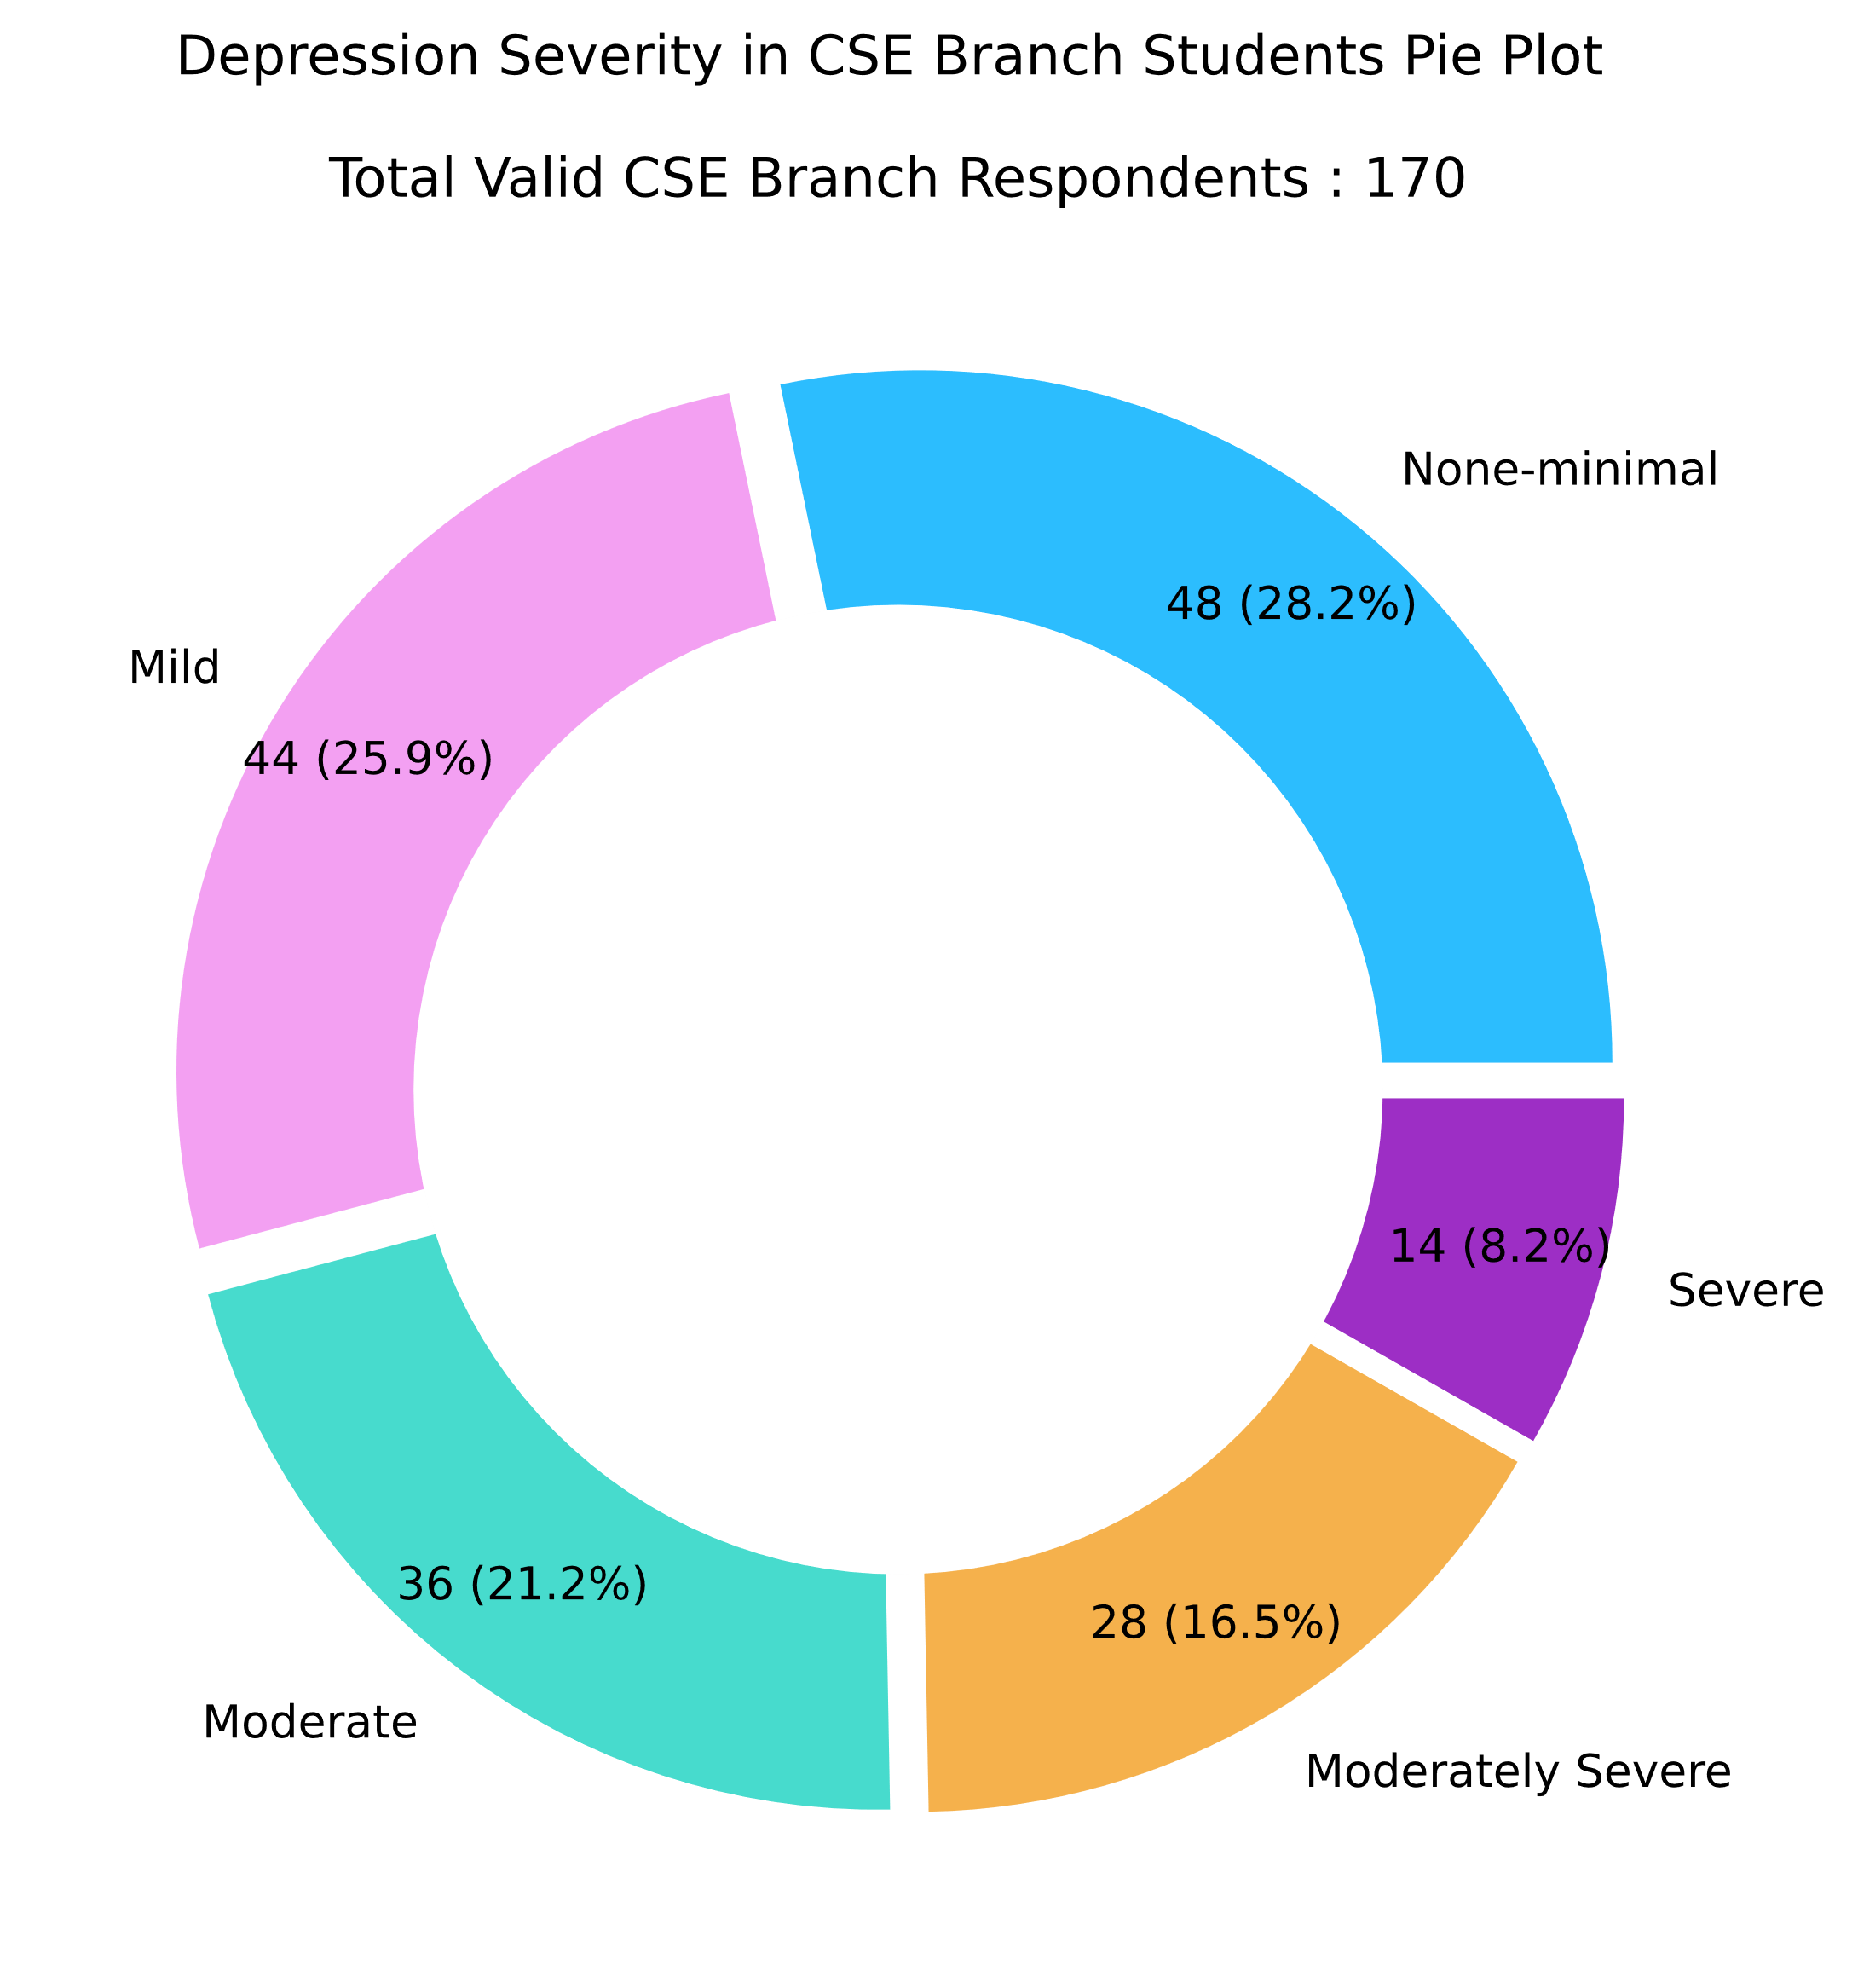 Depression Severity in CSE Branch Students Pie Plot
Total Valid CSE Branch Respondents : 170
None-minimal
48 (28.2%)
Mild
44 (25.9%)
14 (8.2%)
Severe
36 (21.2%)
28 (16.5%)
Moderate
Moderately Severe